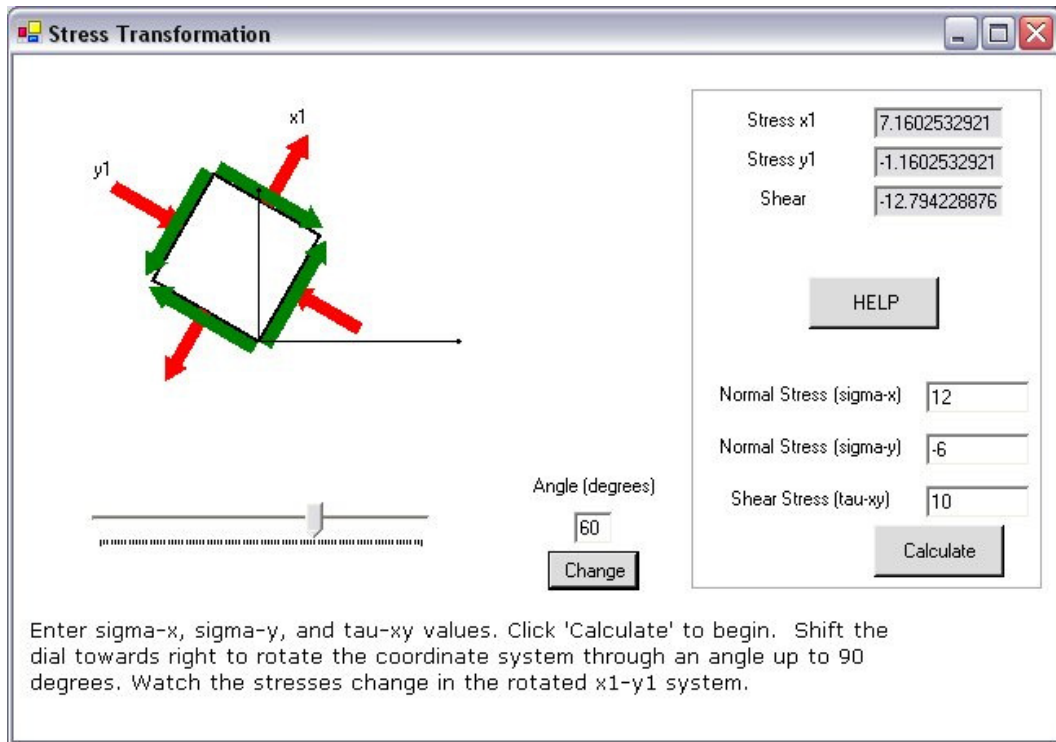 Stress Transformation
x1
y1
Stress x1
7.1602532921
Stress y1
-1.1602532921
Shear
-12.794228876
HELP
Normal Stress (sigma-x)
12
Normal Stress (sigma-y)
-6
Shear Stress (tau-xy)
10
Calculate
Angle (degrees)
60
Change
Enter sigma-x, sigma-y, and tau-xy values. Click 'Calculate' to begin. Shift the
dial towards right to rotate the coordinate system through an angle up to 90
degrees. Watch the stresses change in the rotated x1-y1 system.